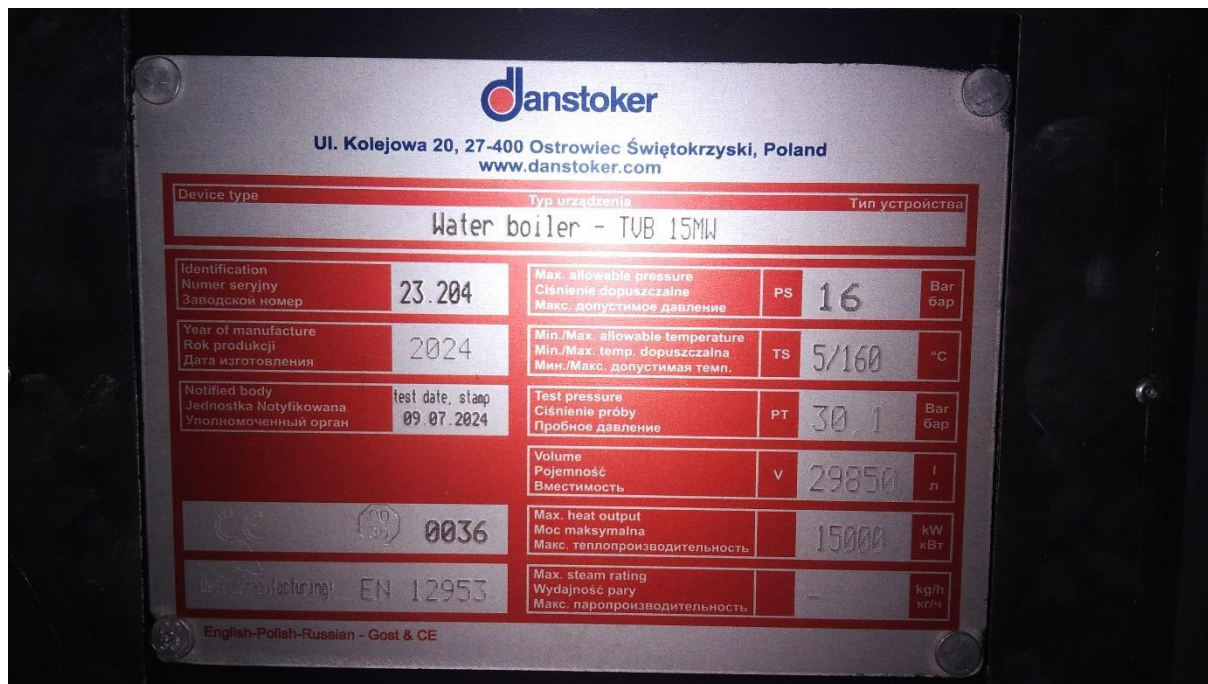 danstoker
Ul. Kolejowa 20, 27-400 Ostrowiec Świętokrzyski, Poland
www.danstoker.com
Device type Typ urządzenia Тип устройства
Water boiler - TVB 15MW
Identification
Numer seryjny
Заводской номер
23.204
Year of manufacture
Rok produkcji
Дата изготовления
2024
Notified body
Jednostka Notyfikowana
Уполномоченный орган
test date, stamp
09.07.2024
CE 0036 0036
EN 12953
Max. allowable pressure
Ciśnienie dopuszczalne
Макс. допустимое давление
PS
16
Bar
бар
Min./Max. allowable temperature
Min./Max. temp. dopuszczalna
Мин./Макс. допустимая темп.
TS
5/160
°C
Test pressure
Ciśnienie próby
Пробное давление
PT
30,1
Bar
бар
Volume
Pojemność
Вместимость
V
29850
l
л
Max. heat output
Moc maksymalna
Макс. теплопроизводительность
15000
kW
кВт
Max. steam rating
Wydajność pary
Макс. паропроизводительность
-
kg/h
кг/ч
English-Polish-Russian - Gost & CE